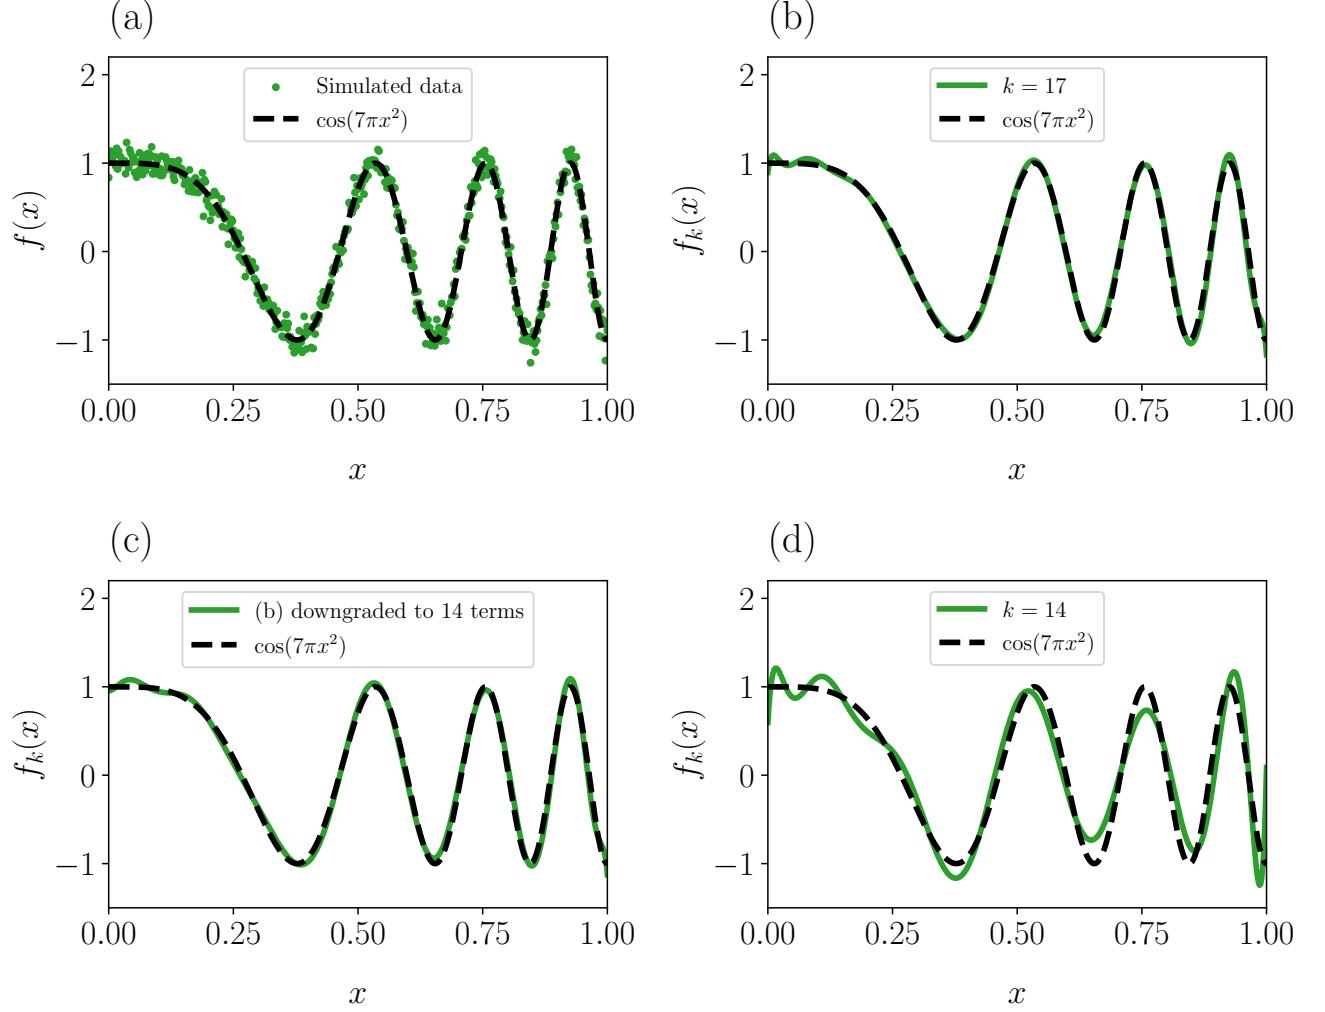 (a)
2
1
0
−1
f(x)
Simulated data
cos(7πx²)
0.00 0.25 0.50 0.75 1.00
x
(b)
2
1
0
−1
fₖ(x)
k = 17
cos(7πx²)
0.00 0.25 0.50 0.75 1.00
x
(c)
2
1
0
−1
fₖ(x)
(b) downgraded to 14 terms
cos(7πx²)
0.00 0.25 0.50 0.75 1.00
x
(d)
2
1
0
−1
fₖ(x)
k = 14
cos(7πx²)
0.00 0.25 0.50 0.75 1.00
x